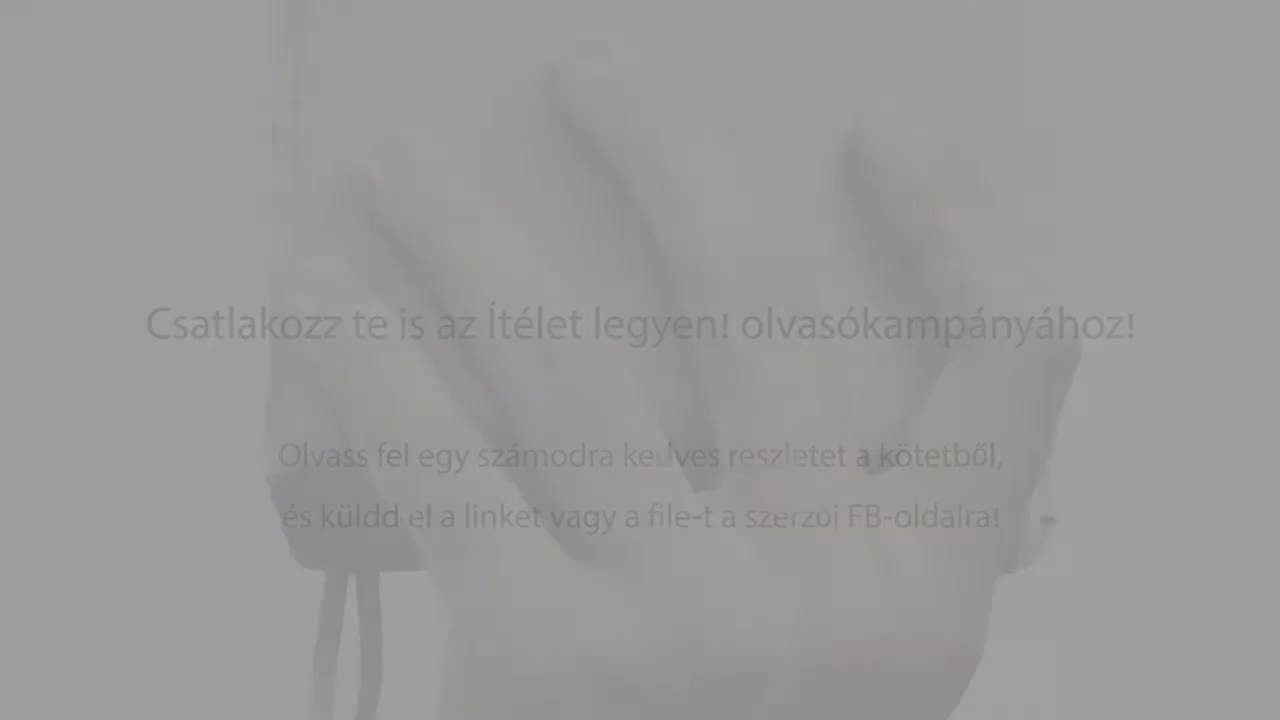 Csatlakozz te is az Ítélet legyen! olvasókampányához!
Olvass fel egy számodra kedves részletet a kötetből,
és küldd el a linket vagy a file-t a szerzői FB-oldalra!